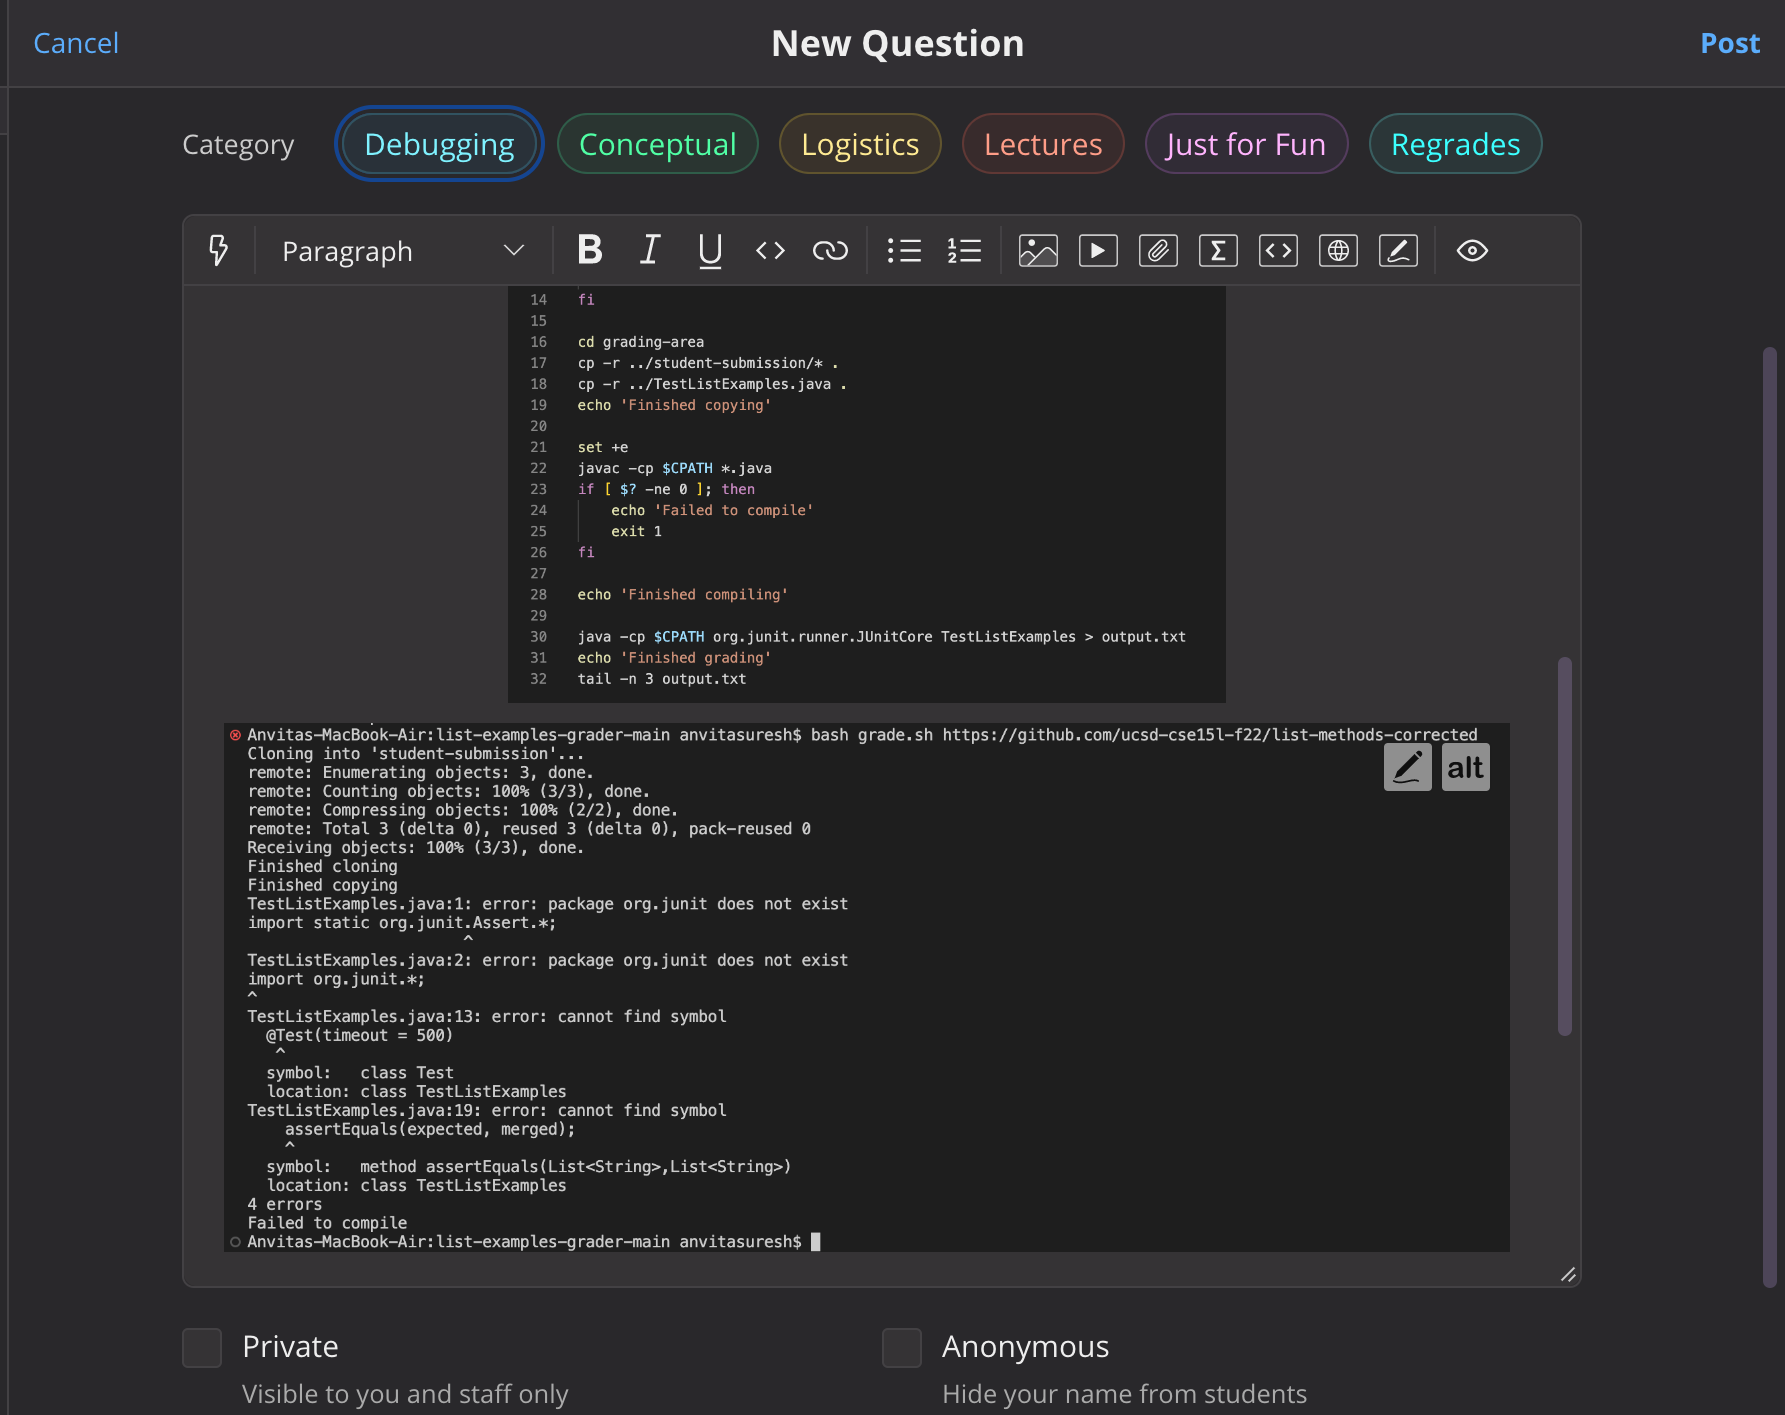 Cancel
New Question
Post
Category
Debugging
Conceptual
Logistics
Lectures
Just for Fun
Regrades
Paragraph
14 fi
15
16 cd grading-area
17 cp -r ../student-submission/* .
18 cp -r ../TestListExamples.java .
19 echo 'Finished copying'
20
21 set +e
22 javac -cp $CPATH *.java
23 if [ $? -ne 0 ]; then
24     echo 'Failed to compile'
25     exit 1
26 fi
27
28 echo 'Finished compiling'
29
30 java -cp $CPATH org.junit.runner.JUnitCore TestListExamples > output.txt
31 echo 'Finished grading'
32 tail -n 3 output.txt
Anvitas-MacBook-Air:list-examples-grader-main anvitasuresh$ bash grade.sh https://github.com/ucsd-cse15l-f22/list-methods-corrected
alt
Cloning into 'student-submission'...
remote: Enumerating objects: 3, done.
remote: Counting objects: 100% (3/3), done.
remote: Compressing objects: 100% (2/2), done.
remote: Total 3 (delta 0), reused 3 (delta 0), pack-reused 0
Receiving objects: 100% (3/3), done.
Finished cloning
Finished copying
TestListExamples.java:1: error: package org.junit does not exist
import static org.junit.Assert.*;
                       ^
TestListExamples.java:2: error: package org.junit does not exist
import org.junit.*;
^
TestListExamples.java:13: error: cannot find symbol
  @Test(timeout = 500)
   ^
  symbol:   class Test
  location: class TestListExamples
TestListExamples.java:19: error: cannot find symbol
    assertEquals(expected, merged);
    ^
  symbol:   method assertEquals(List<String>,List<String>)
  location: class TestListExamples
4 errors
Failed to compile
Anvitas-MacBook-Air:list-examples-grader-main anvitasuresh$
Private
Visible to you and staff only
Anonymous
Hide your name from students